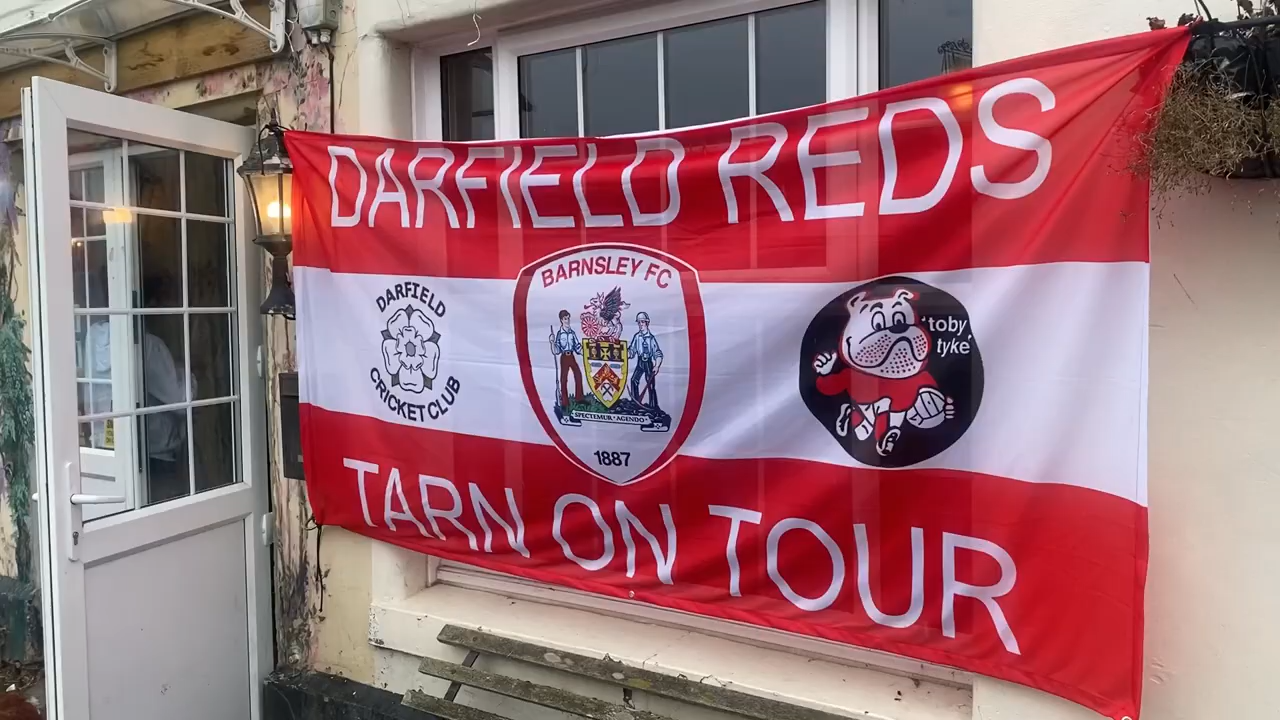 DARFIELD REDS
DARFIELD
CRICKET CLUB
BARNSLEY FC
SPECTEMUR · AGENDO
1887
'toby
tyke'
TARN ON TOUR